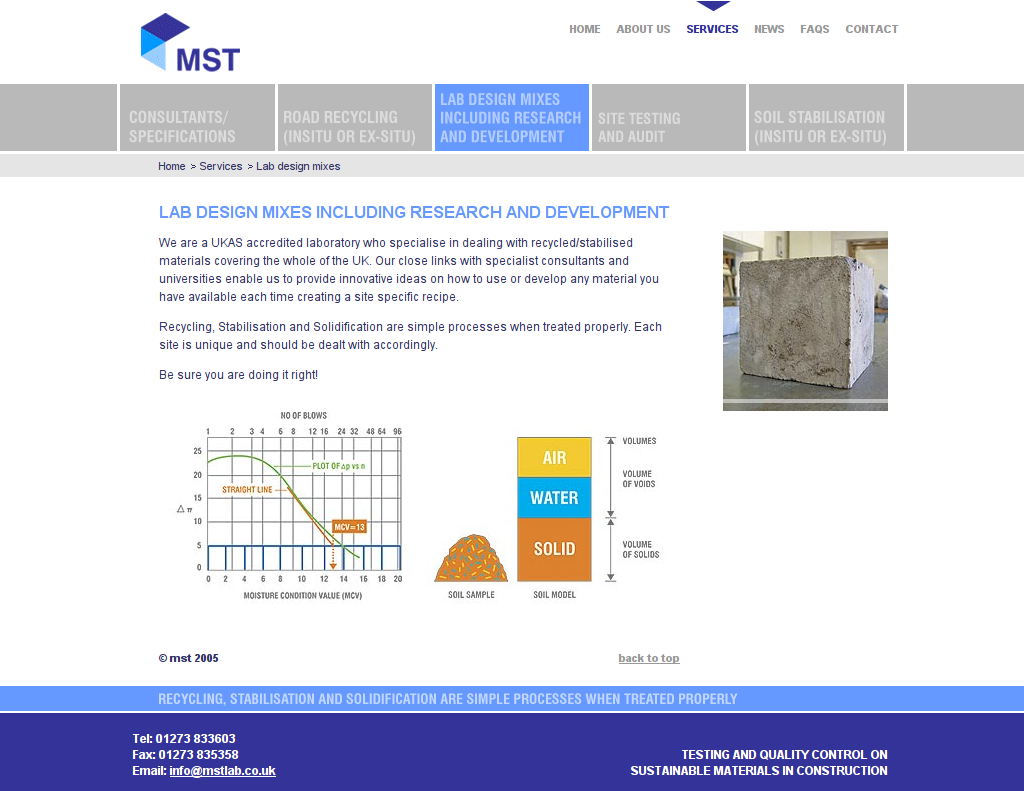 MST
HOME ABOUT US SERVICES NEWS FAQS CONTACT
CONSULTANTS/
SPECIFICATIONS
ROAD RECYCLING
(INSITU OR EX-SITU)
LAB DESIGN MIXES
INCLUDING RESEARCH
AND DEVELOPMENT
SITE TESTING
AND AUDIT
SOIL STABILISATION
(INSITU OR EX-SITU)
Home > Services > Lab design mixes
LAB DESIGN MIXES INCLUDING RESEARCH AND DEVELOPMENT
We are a UKAS accredited laboratory who specialise in dealing with recycled/stabilised
materials covering the whole of the UK. Our close links with specialist consultants and
universities enable us to provide innovative ideas on how to use or develop any material you
have available each time creating a site specific recipe.
Recycling, Stabilisation and Solidification are simple processes when treated properly. Each
site is unique and should be dealt with accordingly.
Be sure you are doing it right!
NO OF BLOWS
1 2 3 4 6 8 12 16 24 32 48 64 96
25
20
15
10
5
0
PLOT OF Δp vs n
STRAIGHT LINE
MCV=13
0 2 4 6 8 10 12 14 16 18 20
MOISTURE CONDITION VALUE (MCV)
SOIL SAMPLE
AIR
WATER
SOLID
SOIL MODEL
VOLUMES
VOLUME
OF VOIDS
VOLUME
OF SOLIDS
© mst 2005
back to top
RECYCLING, STABILISATION AND SOLIDIFICATION ARE SIMPLE PROCESSES WHEN TREATED PROPERLY
Tel: 01273 833603
Fax: 01273 835358
Email: info@mstlab.co.uk
TESTING AND QUALITY CONTROL ON
SUSTAINABLE MATERIALS IN CONSTRUCTION